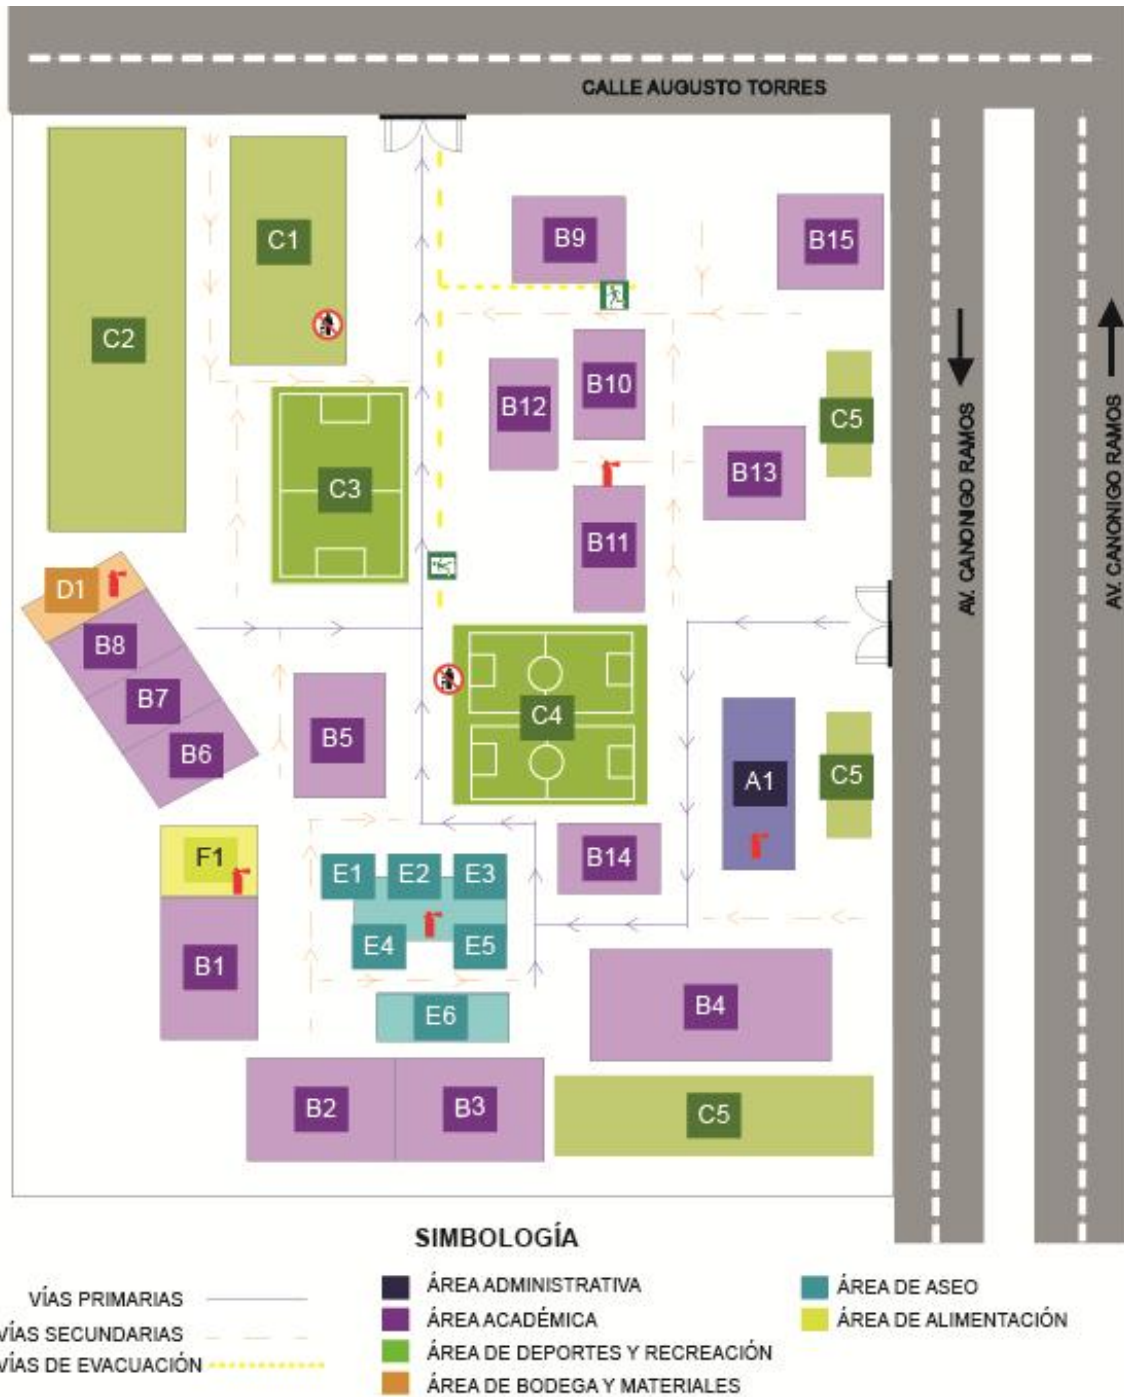 CALLE AUGUSTO TORRES
C1
B9
B15
C2
B10
B12
C5
B13
C3
B11
AV. CANONIGO RAMOS
AV. CANONIGO RAMOS
D1
B8
B7
B6
B5
C4
A1
C5
F1
E1
E2
E3
B14
E4
E5
B1
E6
B4
B2
B3
C5
SIMBOLOGÍA
VÍAS PRIMARIAS
VÍAS SECUNDARIAS
VÍAS DE EVACUACIÓN
ÁREA ADMINISTRATIVA
ÁREA ACADÉMICA
ÁREA DE DEPORTES Y RECREACIÓN
ÁREA DE BODEGA Y MATERIALES
ÁREA DE ASEO
ÁREA DE ALIMENTACIÓN